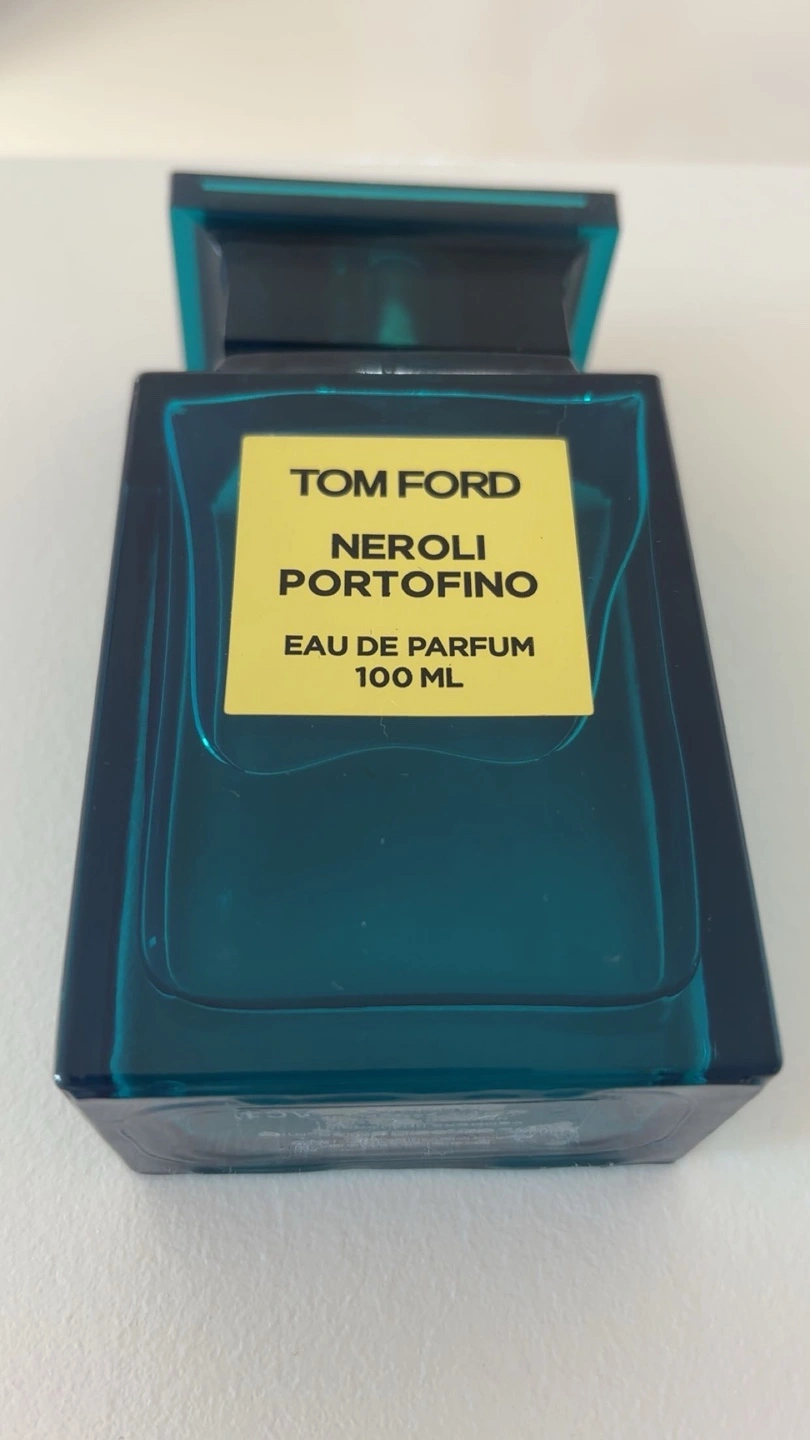 TOM FORD
NEROLI
PORTOFINO
EAU DE PARFUM
100 ML